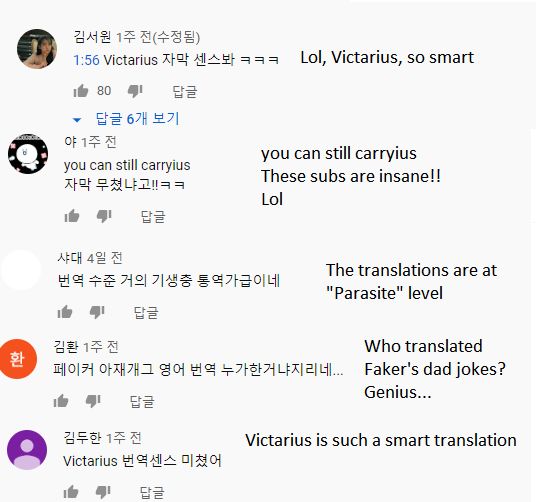 김서원 1주 전(수정됨)
1:56 Victarius 자막 센스봐 ㅋㅋㅋ
Lol, Victarius, so smart
80 답글
답글 6개 보기
야 1주 전
you can still carryius
자막 무쳤냐고!!ㅋㅋ
you can still carryius
These subs are insane!!
Lol
답글
샤대 4일 전
번역 수준 거의 기생충 통역가급이네
The translations are at
"Parasite" level
답글
환
김환 1주 전
페이커 아재개그 영어 번역 누가한거냐지리네...
Who translated
Faker's dad jokes?
Genius...
답글
김두한 1주 전
Victarius 번역센스 미쳤어
Victarius is such a smart translation
답글